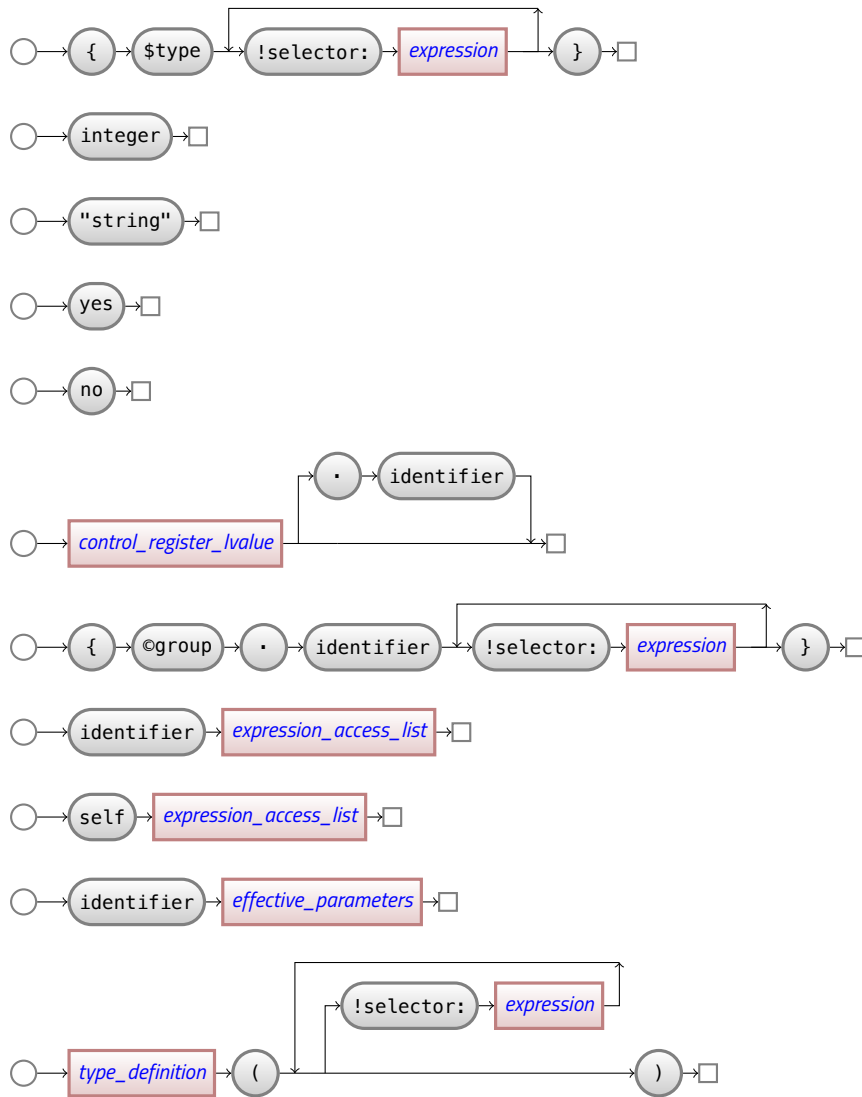 { $type !selector: expression }
integer
"string"
yes
no
. identifier
control_register_lvalue
{ ©group . identifier !selector: expression }
identifier expression_access_list
self expression_access_list
identifier effective_parameters
!selector: expression
type_definition ( )